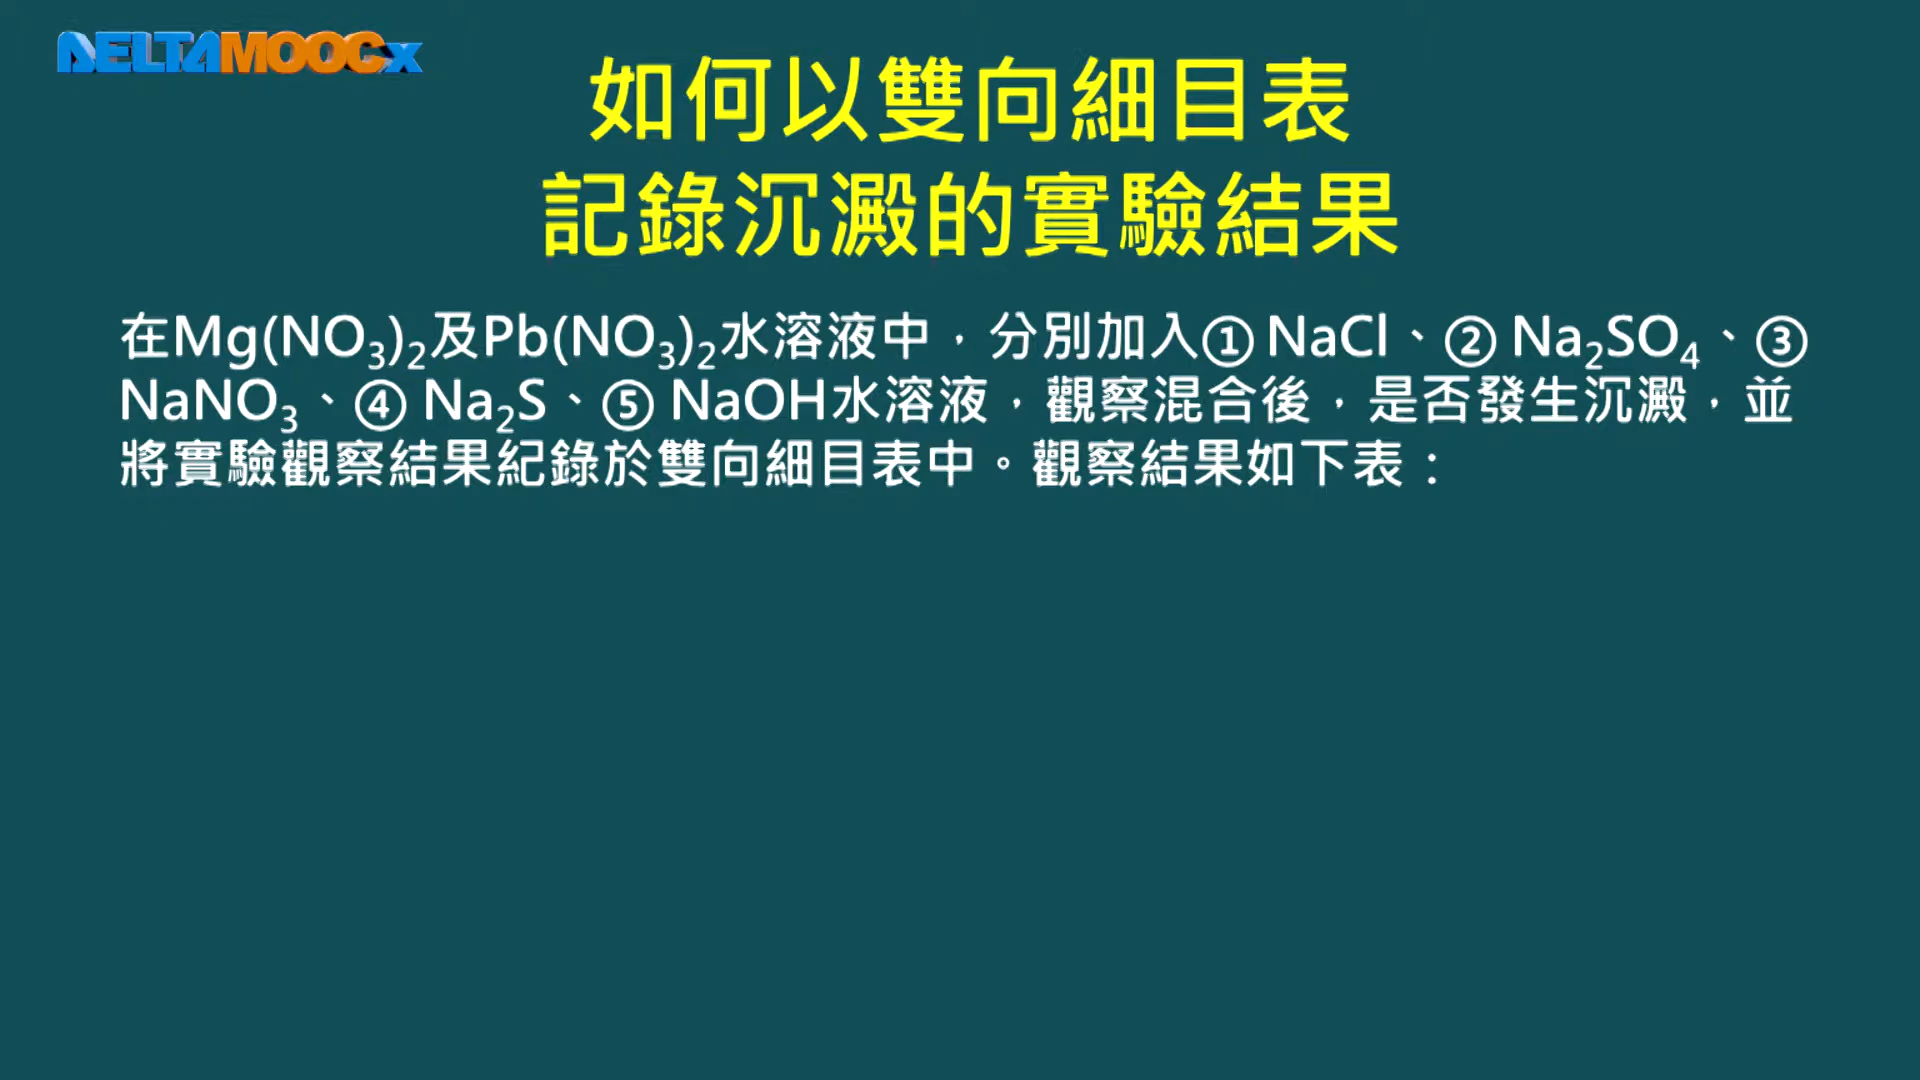 DELTAMOOCx
如何以雙向細目表
記錄沉澱的實驗結果
在Mg(NO₃)₂及Pb(NO₃)₂水溶液中，分別加入① NaCl、② Na₂SO₄、③
NaNO₃、④ Na₂S、⑤ NaOH水溶液，觀察混合後，是否發生沉澱，並
將實驗觀察結果紀錄於雙向細目表中。觀察結果如下表：